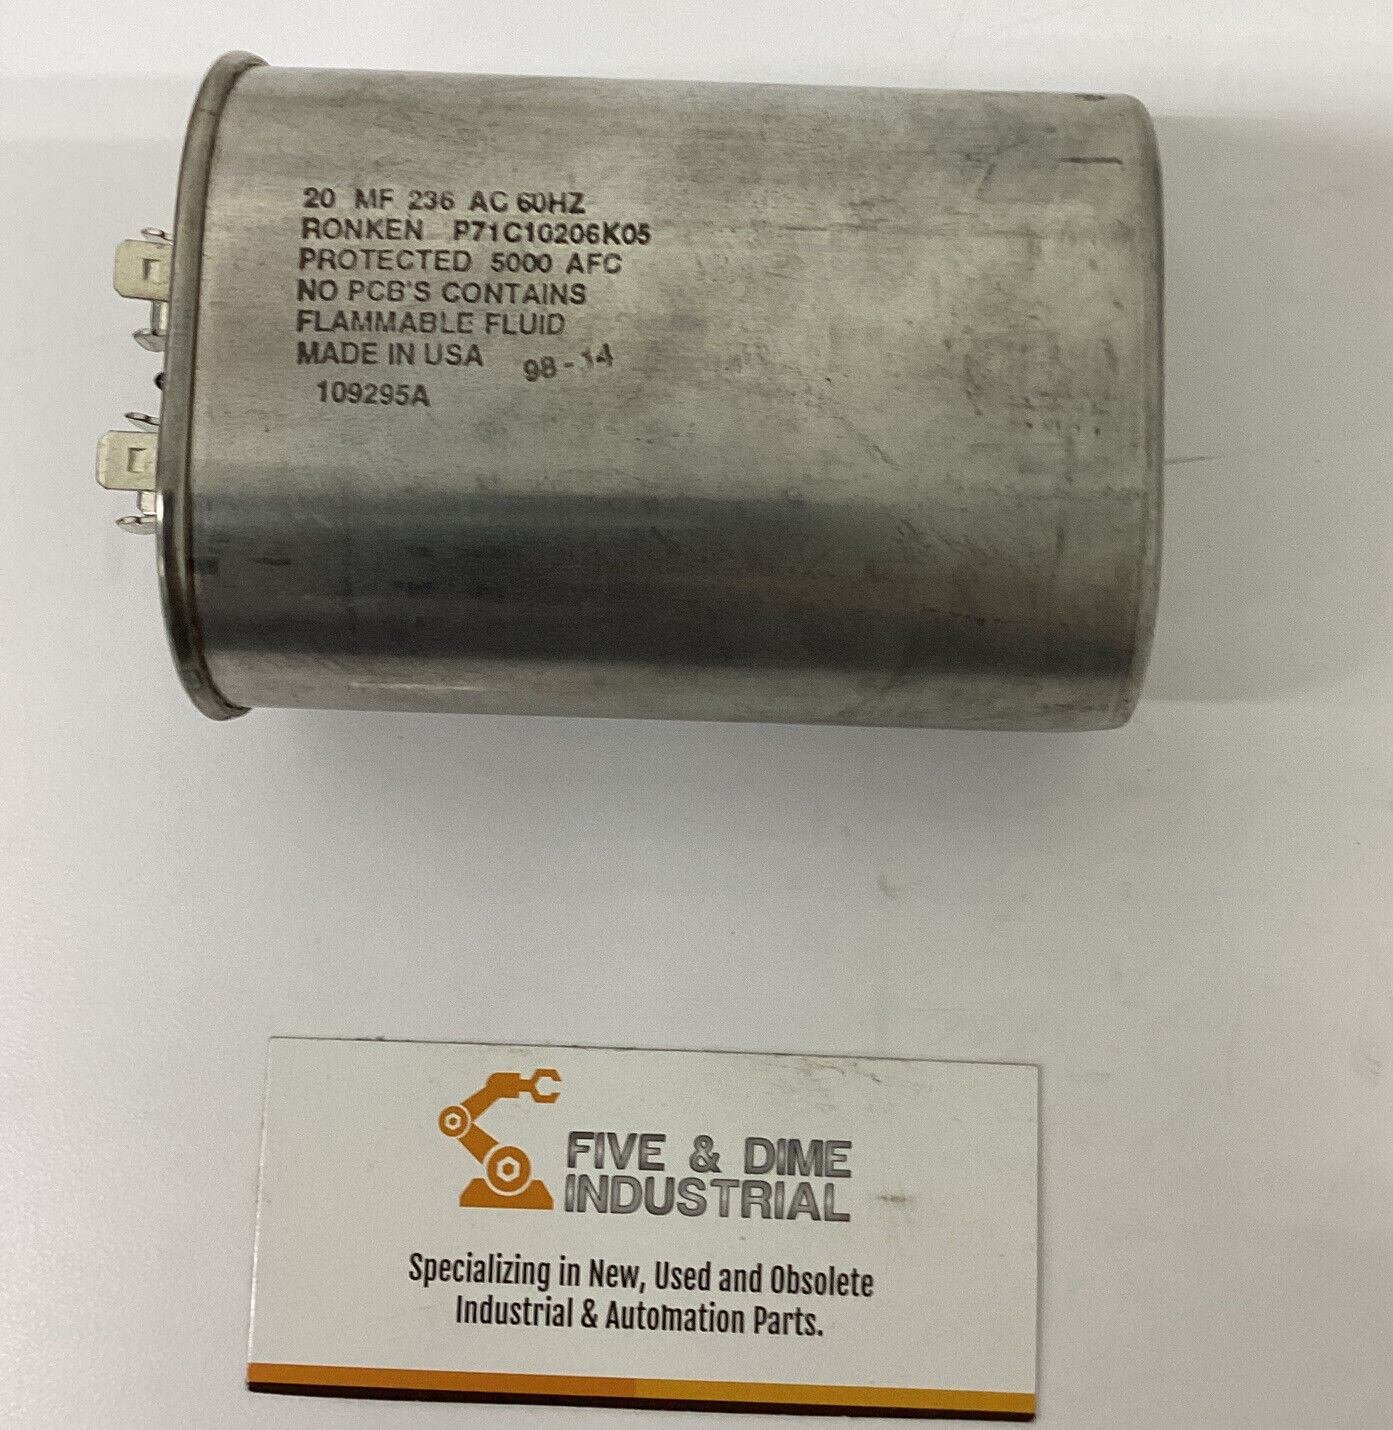 20 MF 236 AC 60HZ
RONKEN P71C10206K05
PROTECTED 5000 AFC
NO PCB'S CONTAINS
FLAMMABLE FLUID
MADE IN USA 98-14
109295A
FIVE & DIME
INDUSTRIAL
Specializing in New, Used and Obsolete
Industrial & Automation Parts.